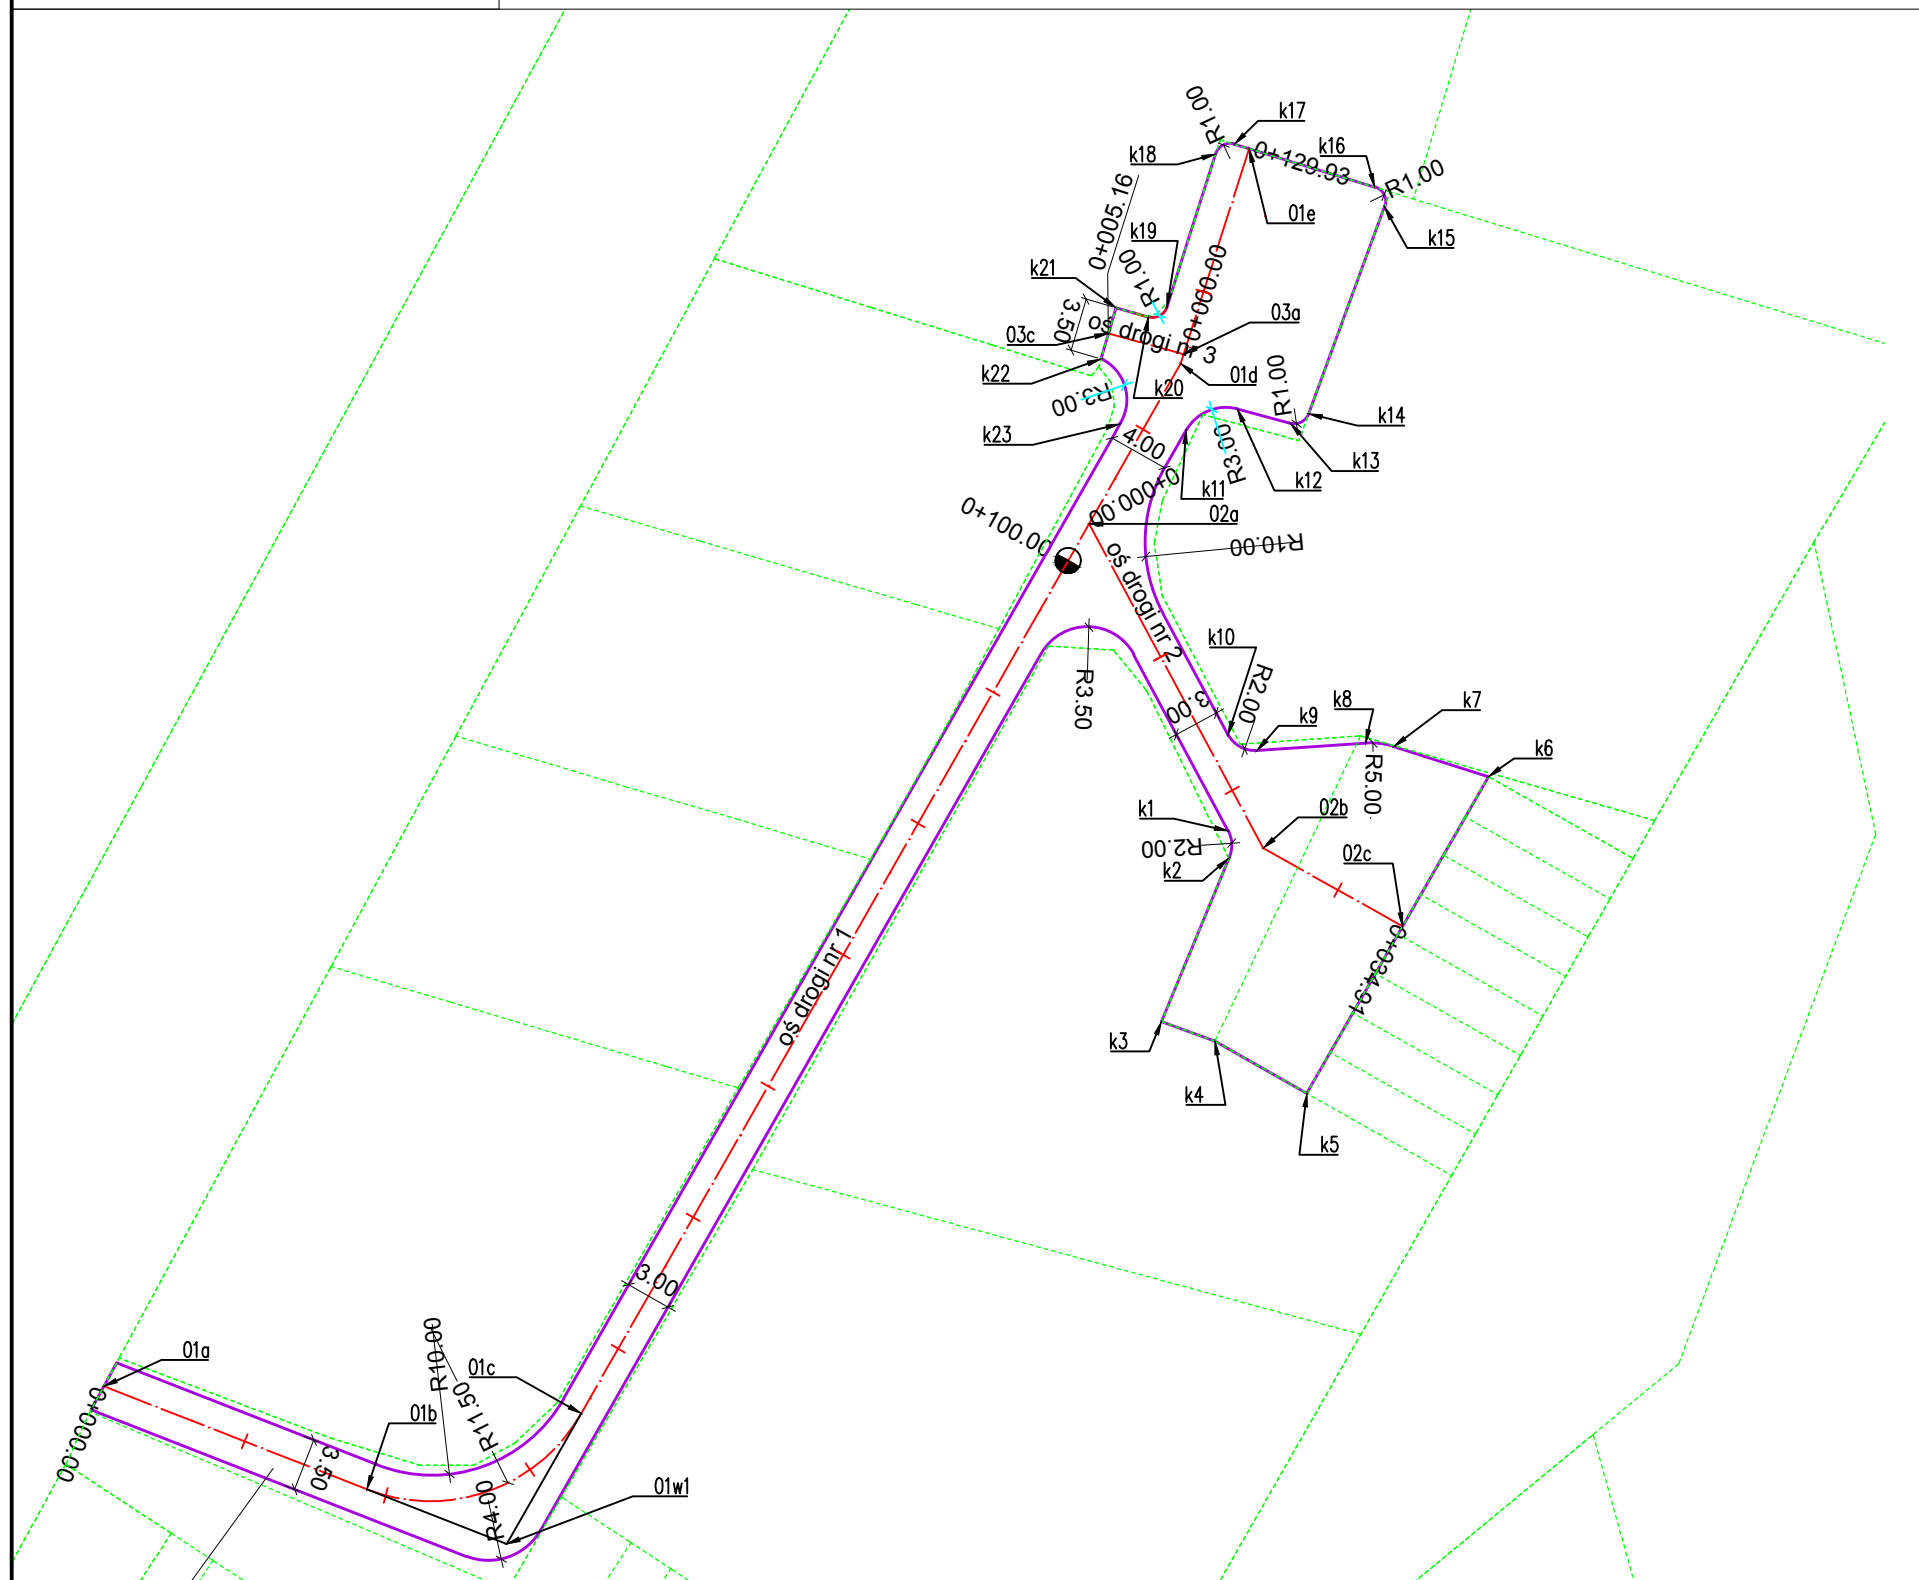 R1.00
k17
k16
0+129.93
R1.00
k18
0+005.16
01e
k19
k15
R1.00
k21
0+000.00
3.50
03a
03c
oś drogi nr 3
k22
01d
R3.00
k20
R1.00
k14
k23
4.00
R3.00
k13
k12
0+000.00
k11
02a
0+100.00
R10.00
oś drogi nr 2
k10
R3.50
R2.00
3.00
k9
k8
k7
k6
R5.00
k1
02b
R2.00
k2
02c
0+034.91
oś drogi nr 1
k3
k4
k5
3.00
01a
R10.00
01c
R11.50
01b
0+000.00
3.50
R4.00
01w1